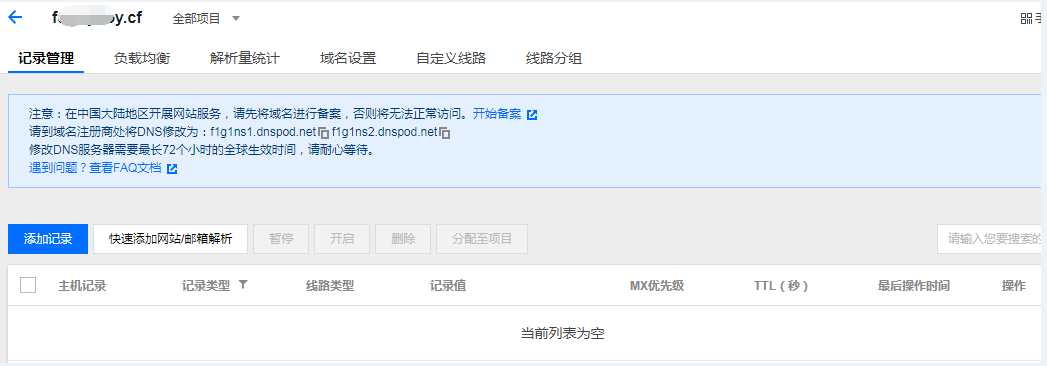 全部项目
记录管理 负载均衡 解析量统计 域名设置 自定义线路 线路分组
注意：在中国大陆地区开展网站服务，请先将域名进行备案，否则将无法正常访问。开始备案
请到域名注册商处将DNS修改为：f1g1ns1.dnspod.net f1g1ns2.dnspod.net
修改DNS服务器需要最长72个小时的全球生效时间，请耐心等待。
遇到问题？查看FAQ文档
添加记录 快速添加网站/邮箱解析 暂停 开启 删除 分配至项目 请输入您要搜索的
主机记录 记录类型 线路类型 记录值 MX优先级 TTL（秒） 最后操作时间 操作
当前列表为空